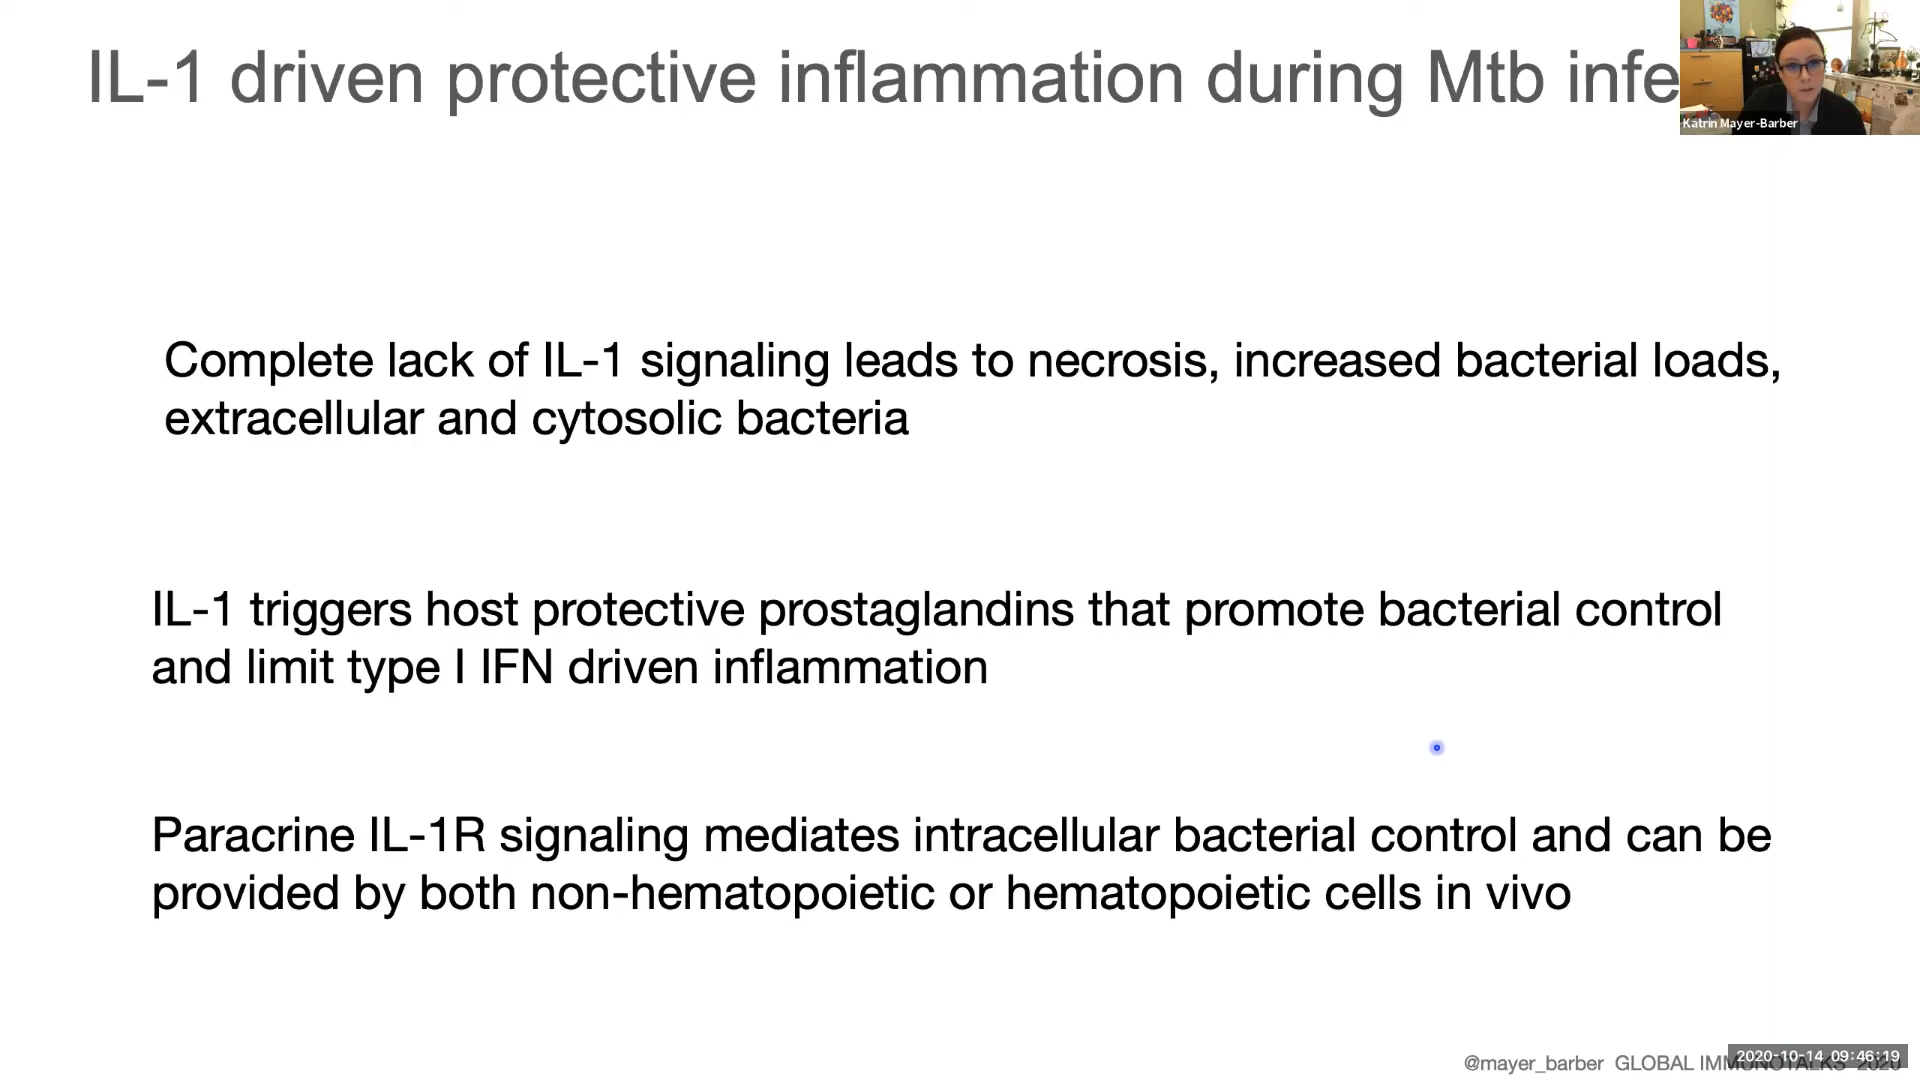 IL-1 driven protective inflammation during Mtb infe
Katrin Mayer-Barber
Complete lack of IL-1 signaling leads to necrosis, increased bacterial loads,
extracellular and cytosolic bacteria
IL-1 triggers host protective prostaglandins that promote bacterial control
and limit type I IFN driven inflammation
Paracrine IL-1R signaling mediates intracellular bacterial control and can be
provided by both non-hematopoietic or hematopoietic cells in vivo
@mayer_barber GLOBAL IMMUNOTALKS 2020
2020-10-14 09:46:19